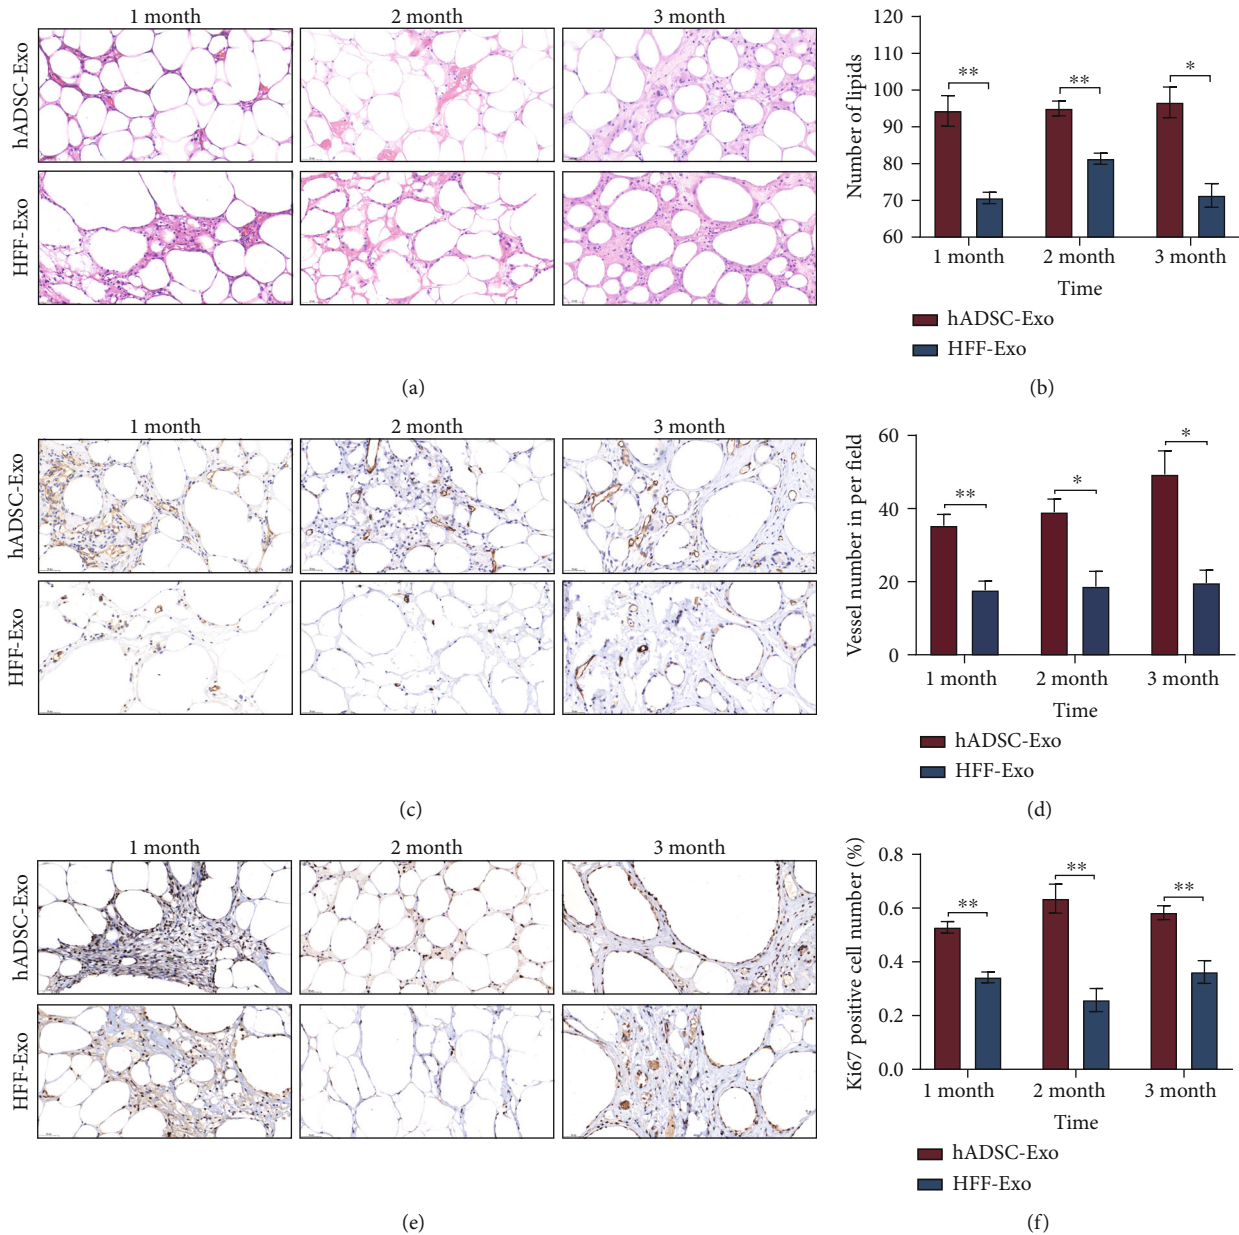 1 month 2 month 3 month
hADSC-Exo
HFF-Exo
(a)
120
110
100
90
80
70
60
Number of lipids
** ** *
1 month 2 month 3 month
Time
hADSC-Exo
HFF-Exo
(b)
1 month 2 month 3 month
hADSC-Exo
HFF-Exo
(c)
60
40
20
0
Vessel number in per field
** * *
1 month 2 month 3 month
Time
hADSC-Exo
HFF-Exo
(d)
1 month 2 month 3 month
hADSC-Exo
HFF-Exo
(e)
0.8
0.6
0.4
0.2
0.0
Ki67 positive cell number (%)
** ** **
1 month 2 month 3 month
Time
hADSC-Exo
HFF-Exo
(f)